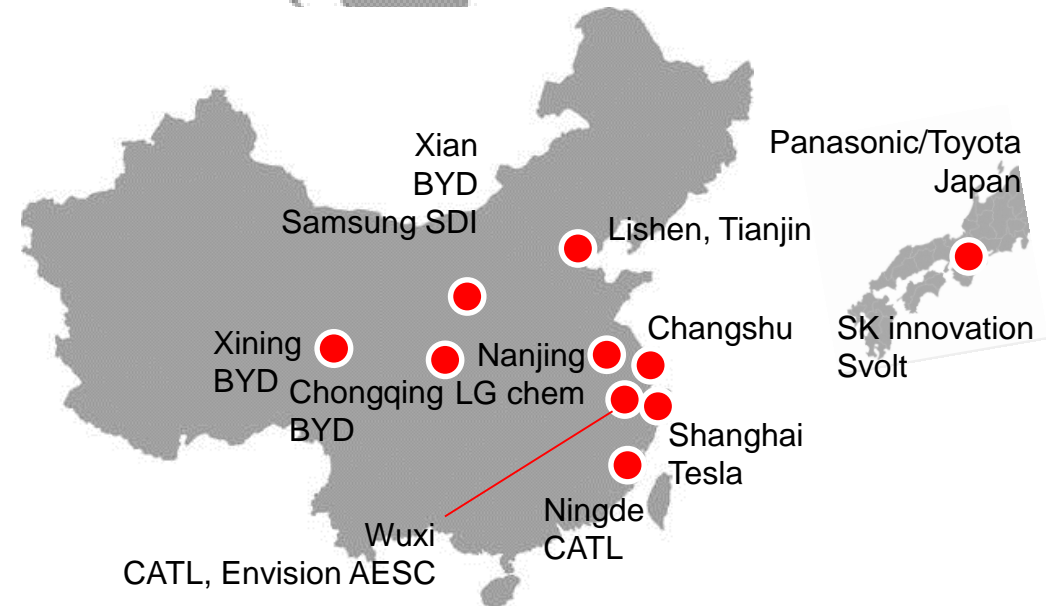 Xian
BYD
Samsung SDI
Panasonic/Toyota
Japan
Lishen, Tianjin
Xining
BYD
Chongqing
BYD
Nanjing
LG chem
Changshu
SK innovation
Svolt
Shanghai
Tesla
Ningde
CATL
Wuxi
CATL, Envision AESC